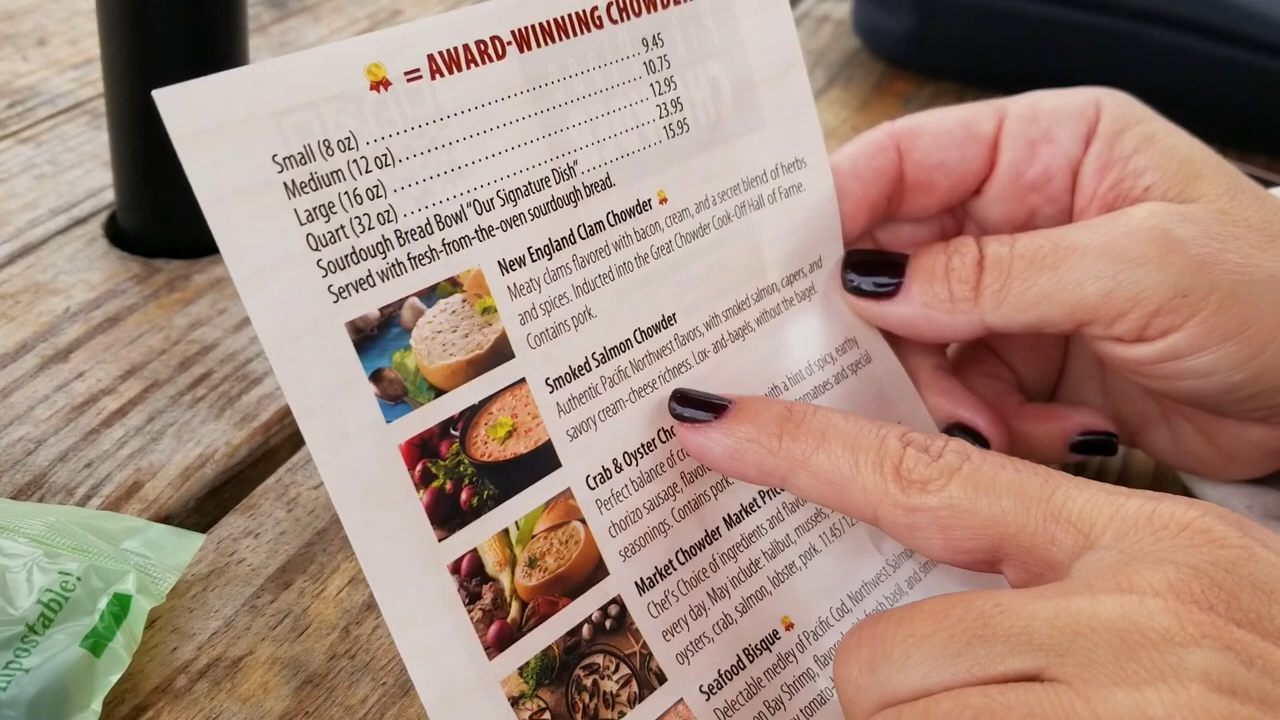 = AWARD-WINNING CHOWDER
Small (8 oz) 9.45
Medium (12 oz) 10.75
Large (16 oz) 12.95
Quart (32 oz) 23.95
Sourdough Bread Bowl "Our Signature Dish" 15.95
Served with fresh-from-the-oven sourdough bread.
New England Clam Chowder
Meaty clams flavored with bacon, cream, and a secret blend of herbs
and spices. Inducted into the Great Chowder Cook-Off Hall of Fame.
Contains pork.
Smoked Salmon Chowder
Authentic Pacific Northwest flavors, with smoked salmon, capers, and
savory cream-cheese richness. Lox-and-bagels, without the bagel.
Crab & Oyster
Perfect balance of with a hint of spicy, earthy
chorizo sausage, tomatoes and special
seasonings. Contains pork
Market Chowder Market Price
Chef's Choice of ingredients and
every day. May include: halibut, mussels,
oysters, crab, salmon, lobster, pork. 11.45/
Seafood Bisque
Delectable medley of Pacific Cod, Northwest Salmon
Bay Shrimp, fresh basil, and
tomato-
mpostable!